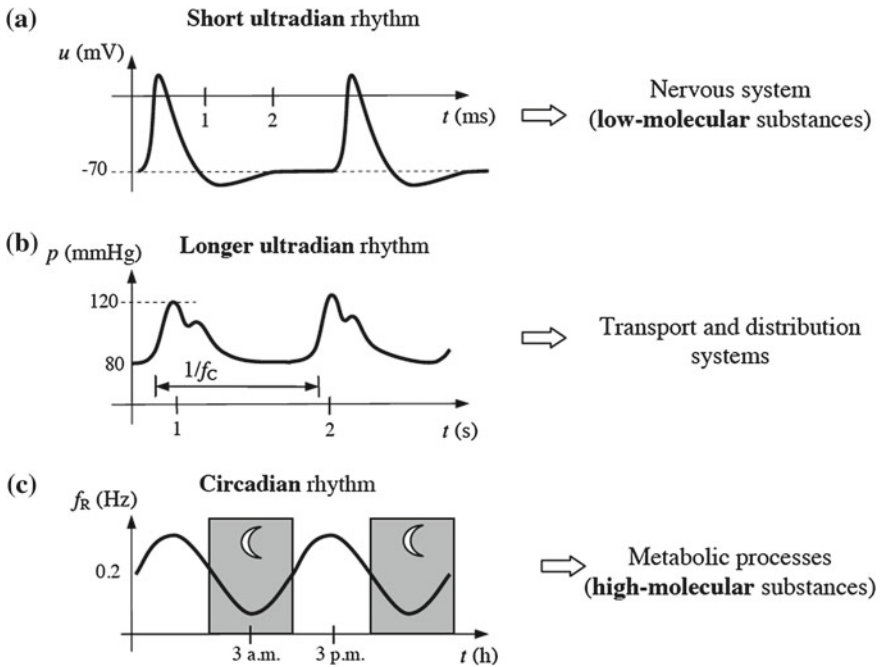 (a)
Short ultradian rhythm
u (mV)
1
2
t (ms)
-70
Nervous system
(low-molecular substances)
(b)
Longer ultradian rhythm
p (mmHg)
120
80
1/fC
1
2
t (s)
Transport and distribution
systems
(c)
Circadian rhythm
fR (Hz)
0.2
3 a.m.
3 p.m.
t (h)
Metabolic processes
(high-molecular substances)